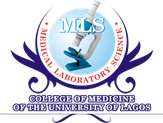 MLS
• MEDICAL LABORATORY SCIENCE •
COLLEGE OF MEDICINE
OF THE UNIVERSITY OF LAGOS